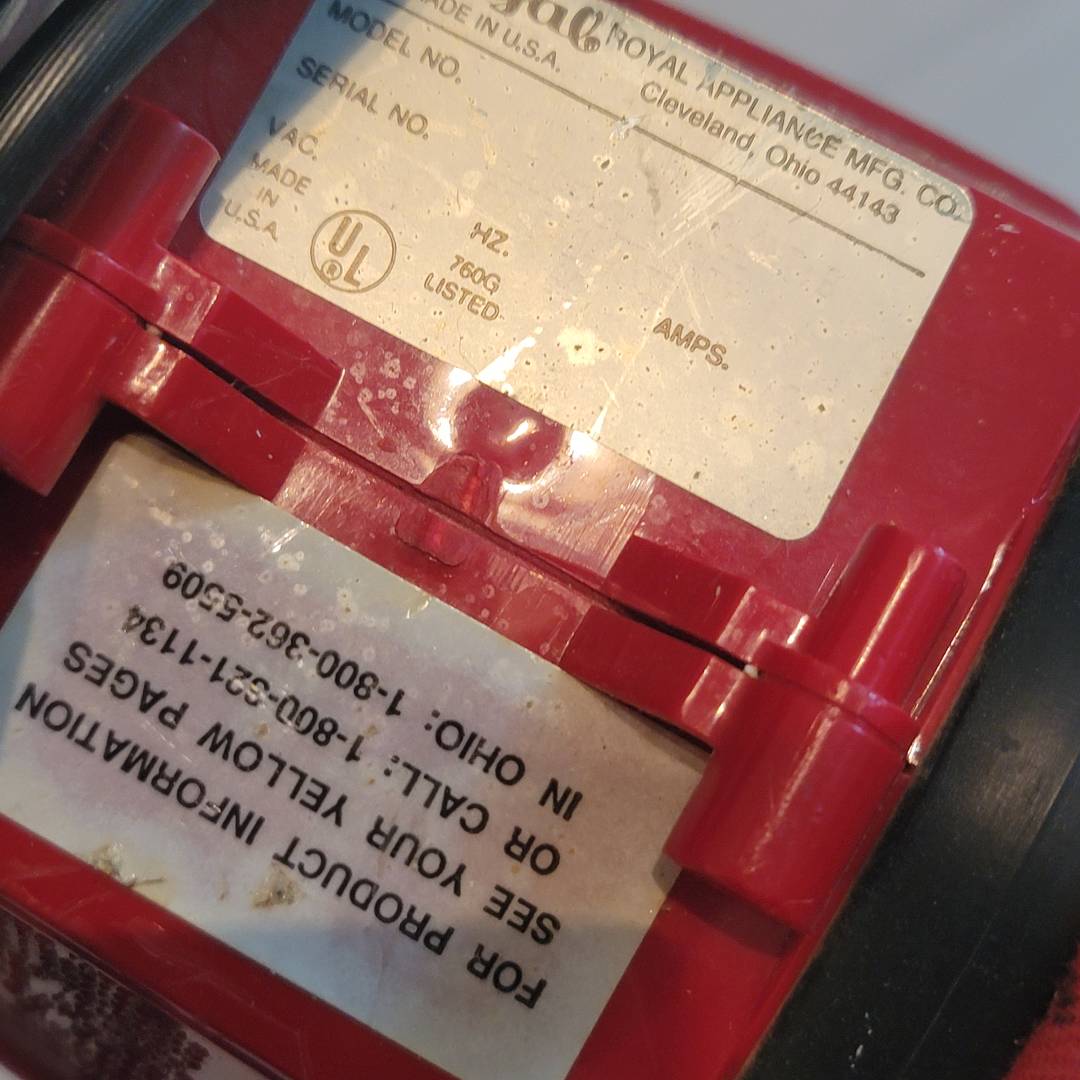 ROYAL APPLIANCE MFG. CO.
MADE IN U.S.A. Cleveland, Ohio 44143
MODEL NO.
SERIAL NO.
VAC. HZ. AMPS.
MADE
IN
U.S.A.
UL ®
760G
LISTED
FOR PRODUCT INFORMATION
SEE YOUR YELLOW PAGES
OR CALL: 1-800-321-1134
IN OHIO: 1-800-362-5509